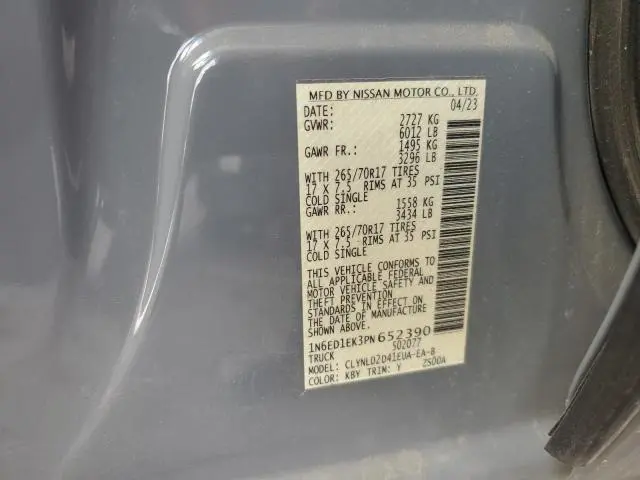 MFD BY NISSAN MOTOR CO., LTD.
DATE: 04/23
GVWR: 2727 KG
6012 LB
GAWR FR.: 1495 KG
3296 LB
WITH 265/70R17 TIRES
17 X 7.5 RIMS AT 35 PSI
COLD SINGLE
GAWR RR.: 1558 KG
3434 LB
WITH 265/70R17 TIRES
17 X 7.5 RIMS AT 35 PSI
COLD SINGLE
THIS VEHICLE CONFORMS TO
ALL APPLICABLE FEDERAL
MOTOR VEHICLE SAFETY AND
THEFT PREVENTION
STANDARDS IN EFFECT ON
THE DATE OF MANUFACTURE
1N6ED1EK3PN652390
TRUCK 502077
MODEL: CLYNLD2D41EUA-EA-B
COLOR: KBY TRIM: Y 2S00A